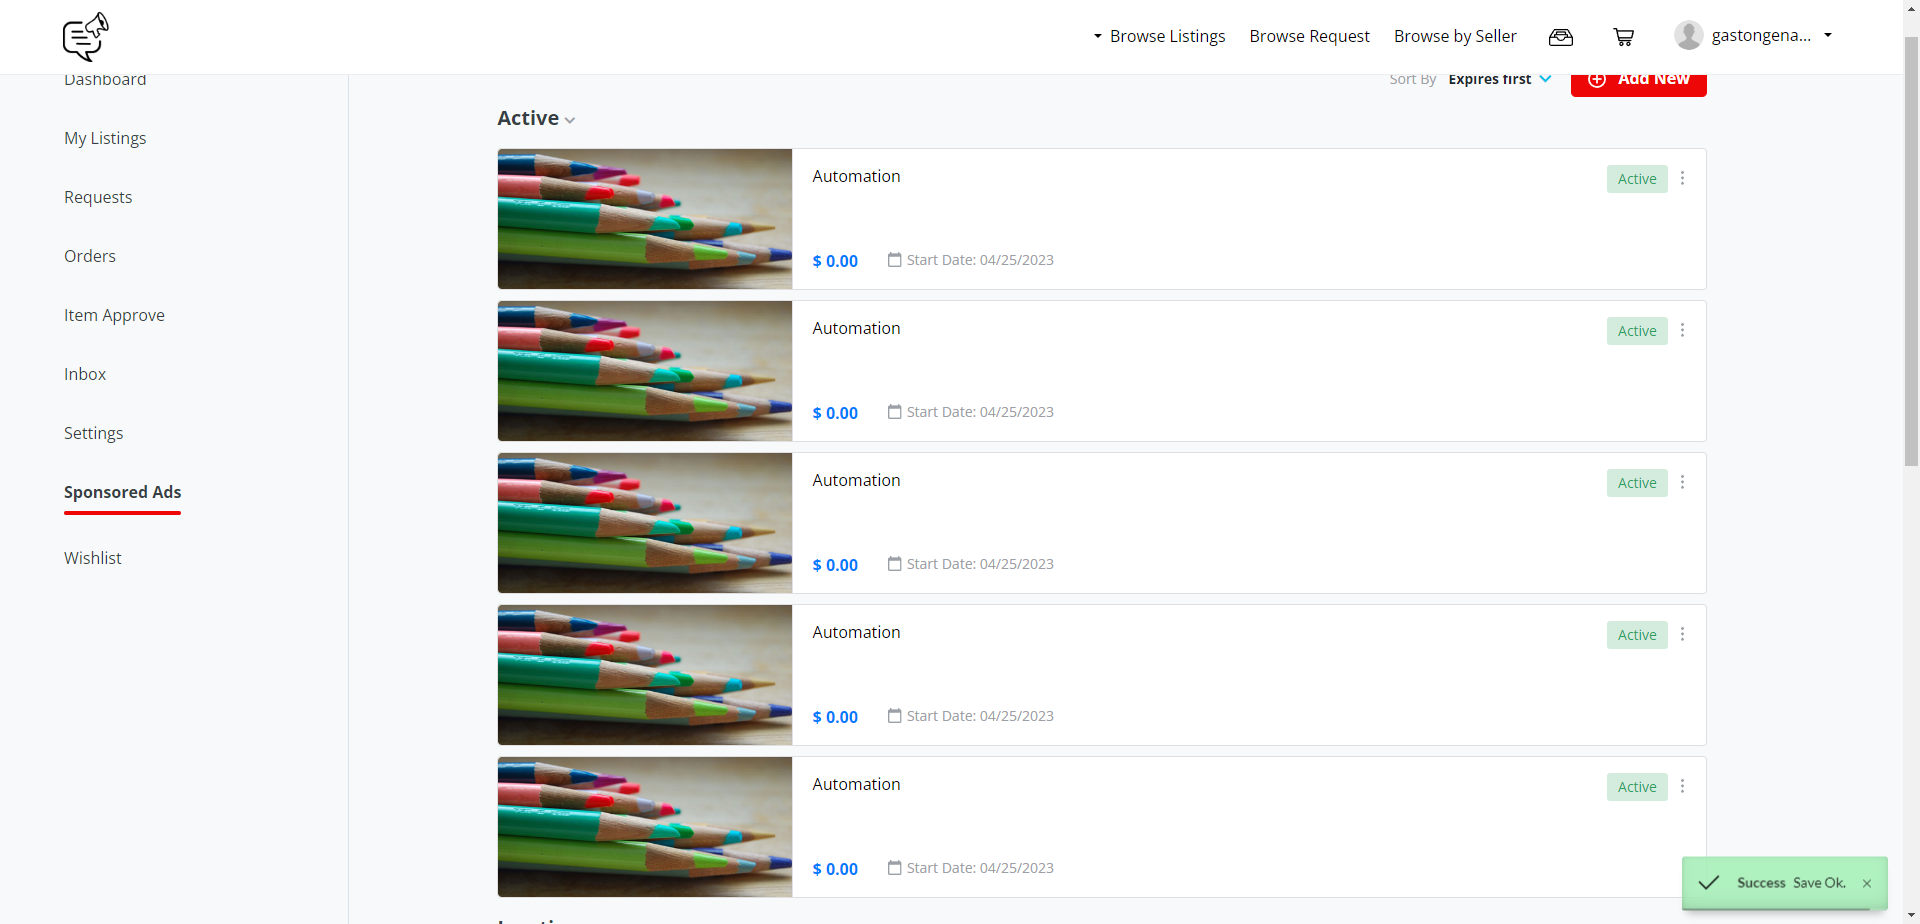 Browse Listings Browse Request Browse by Seller gastongena...
Dashboard
My Listings
Requests
Orders
Item Approve
Inbox
Settings
Sponsored Ads
Wishlist
Sort By Expires first Add New
Active
Automation Active
$ 0.00 Start Date: 04/25/2023
Automation Active
$ 0.00 Start Date: 04/25/2023
Automation Active
$ 0.00 Start Date: 04/25/2023
Automation Active
$ 0.00 Start Date: 04/25/2023
Automation Active
$ 0.00 Start Date: 04/25/2023
Success Save Ok.